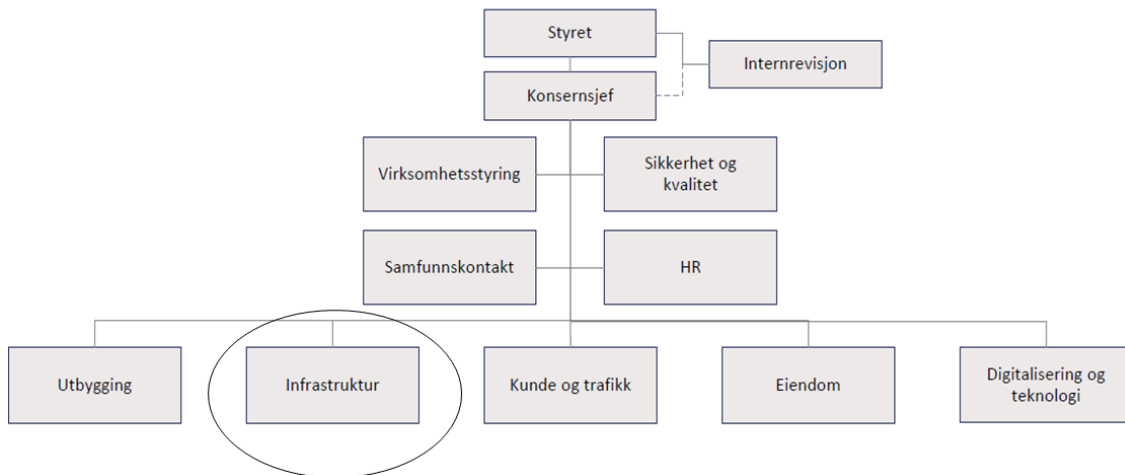 Styret
Internrevisjon
Konsernsjef
Virksomhetsstyring
Sikkerhet og
kvalitet
Samfunnskontakt
HR
Utbygging
Infrastruktur
Kunde og trafikk
Eiendom
Digitalisering og
teknologi